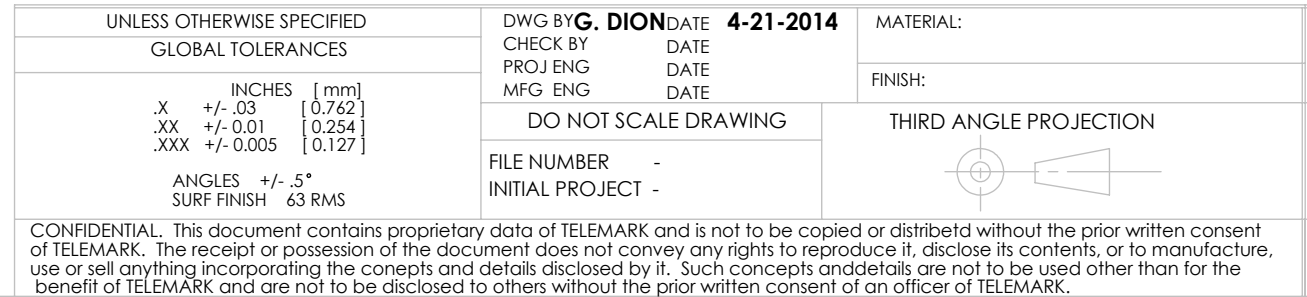 UNLESS OTHERWISE SPECIFIED
GLOBAL TOLERANCES
INCHES [ mm]
.X +/- .03 [ 0.762 ]
.XX +/- 0.01 [ 0.254 ]
.XXX +/- 0.005 [ 0.127 ]
ANGLES +/- .5°
SURF FINISH 63 RMS
DWG BY G. DION DATE 4-21-2014
CHECK BY DATE
PROJ ENG DATE
MFG ENG DATE
DO NOT SCALE DRAWING
FILE NUMBER -
INITIAL PROJECT -
MATERIAL:
FINISH:
THIRD ANGLE PROJECTION
CONFIDENTIAL. This document contains proprietary data of TELEMARK and is not to be copied or distribetd without the prior written consent
of TELEMARK. The receipt or possession of the document does not convey any rights to reproduce it, disclose its contents, or to manufacture,
use or sell anything incorporating the conepts and details disclosed by it. Such concepts anddetails are not to be used other than for the
benefit of TELEMARK and are not to be disclosed to others without the prior written consent of an officer of TELEMARK.